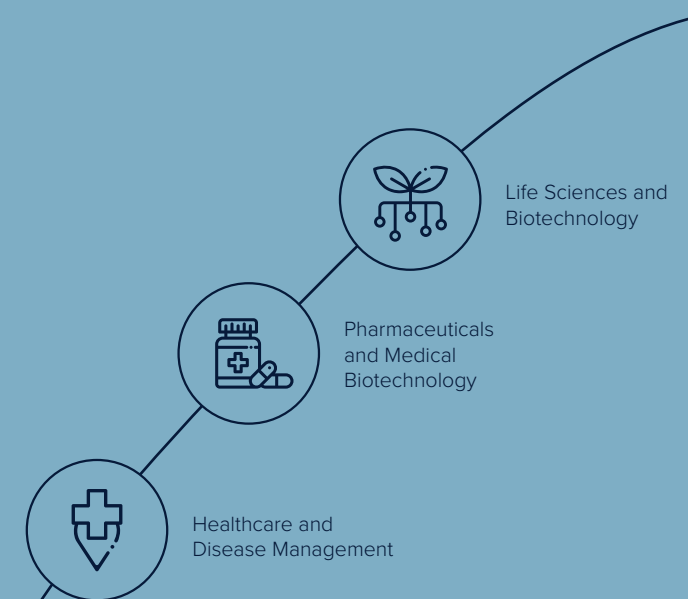 Life Sciences and
Biotechnology
Pharmaceuticals
and Medical
Biotechnology
Healthcare and
Disease Management